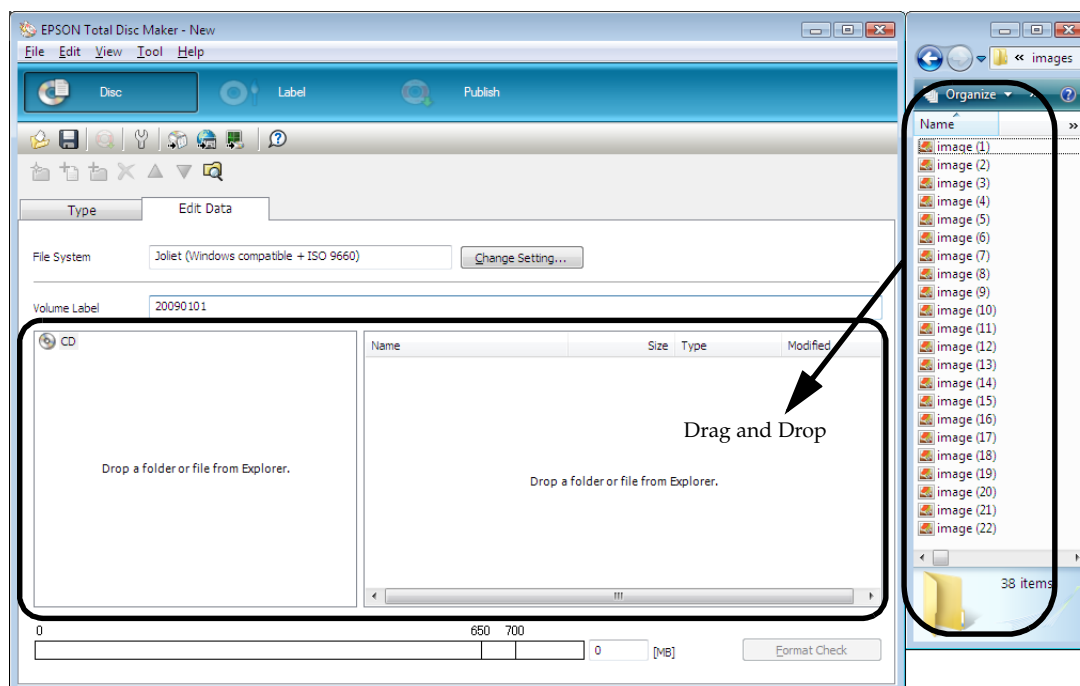 EPSON Total Disc Maker - New
File Edit View Tool Help
Disc Label Publish
Type Edit Data
File System Joliet (Windows compatible + ISO 9660) Change Setting...
Volume Label 20090101
CD
Drop a folder or file from Explorer.
Name Size Type Modified
Drag and Drop
Drop a folder or file from Explorer.
0 650 700
0 [MB] Format Check
« images
Organize
Name »
image (1)
image (2)
image (3)
image (4)
image (5)
image (6)
image (7)
image (8)
image (9)
image (10)
image (11)
image (12)
image (13)
image (14)
image (15)
image (16)
image (17)
image (18)
image (19)
image (20)
image (21)
image (22)
38 items